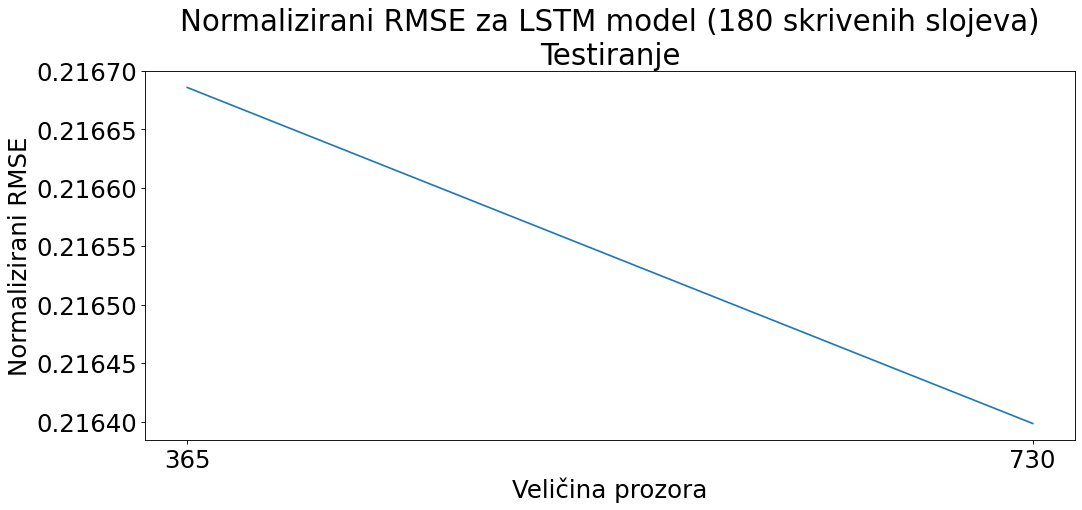 Normalizirani RMSE za LSTM model (180 skrivenih slojeva)
Testiranje
Normalizirani RMSE
0.21670
0.21665
0.21660
0.21655
0.21650
0.21645
0.21640
365
730
Veličina prozora